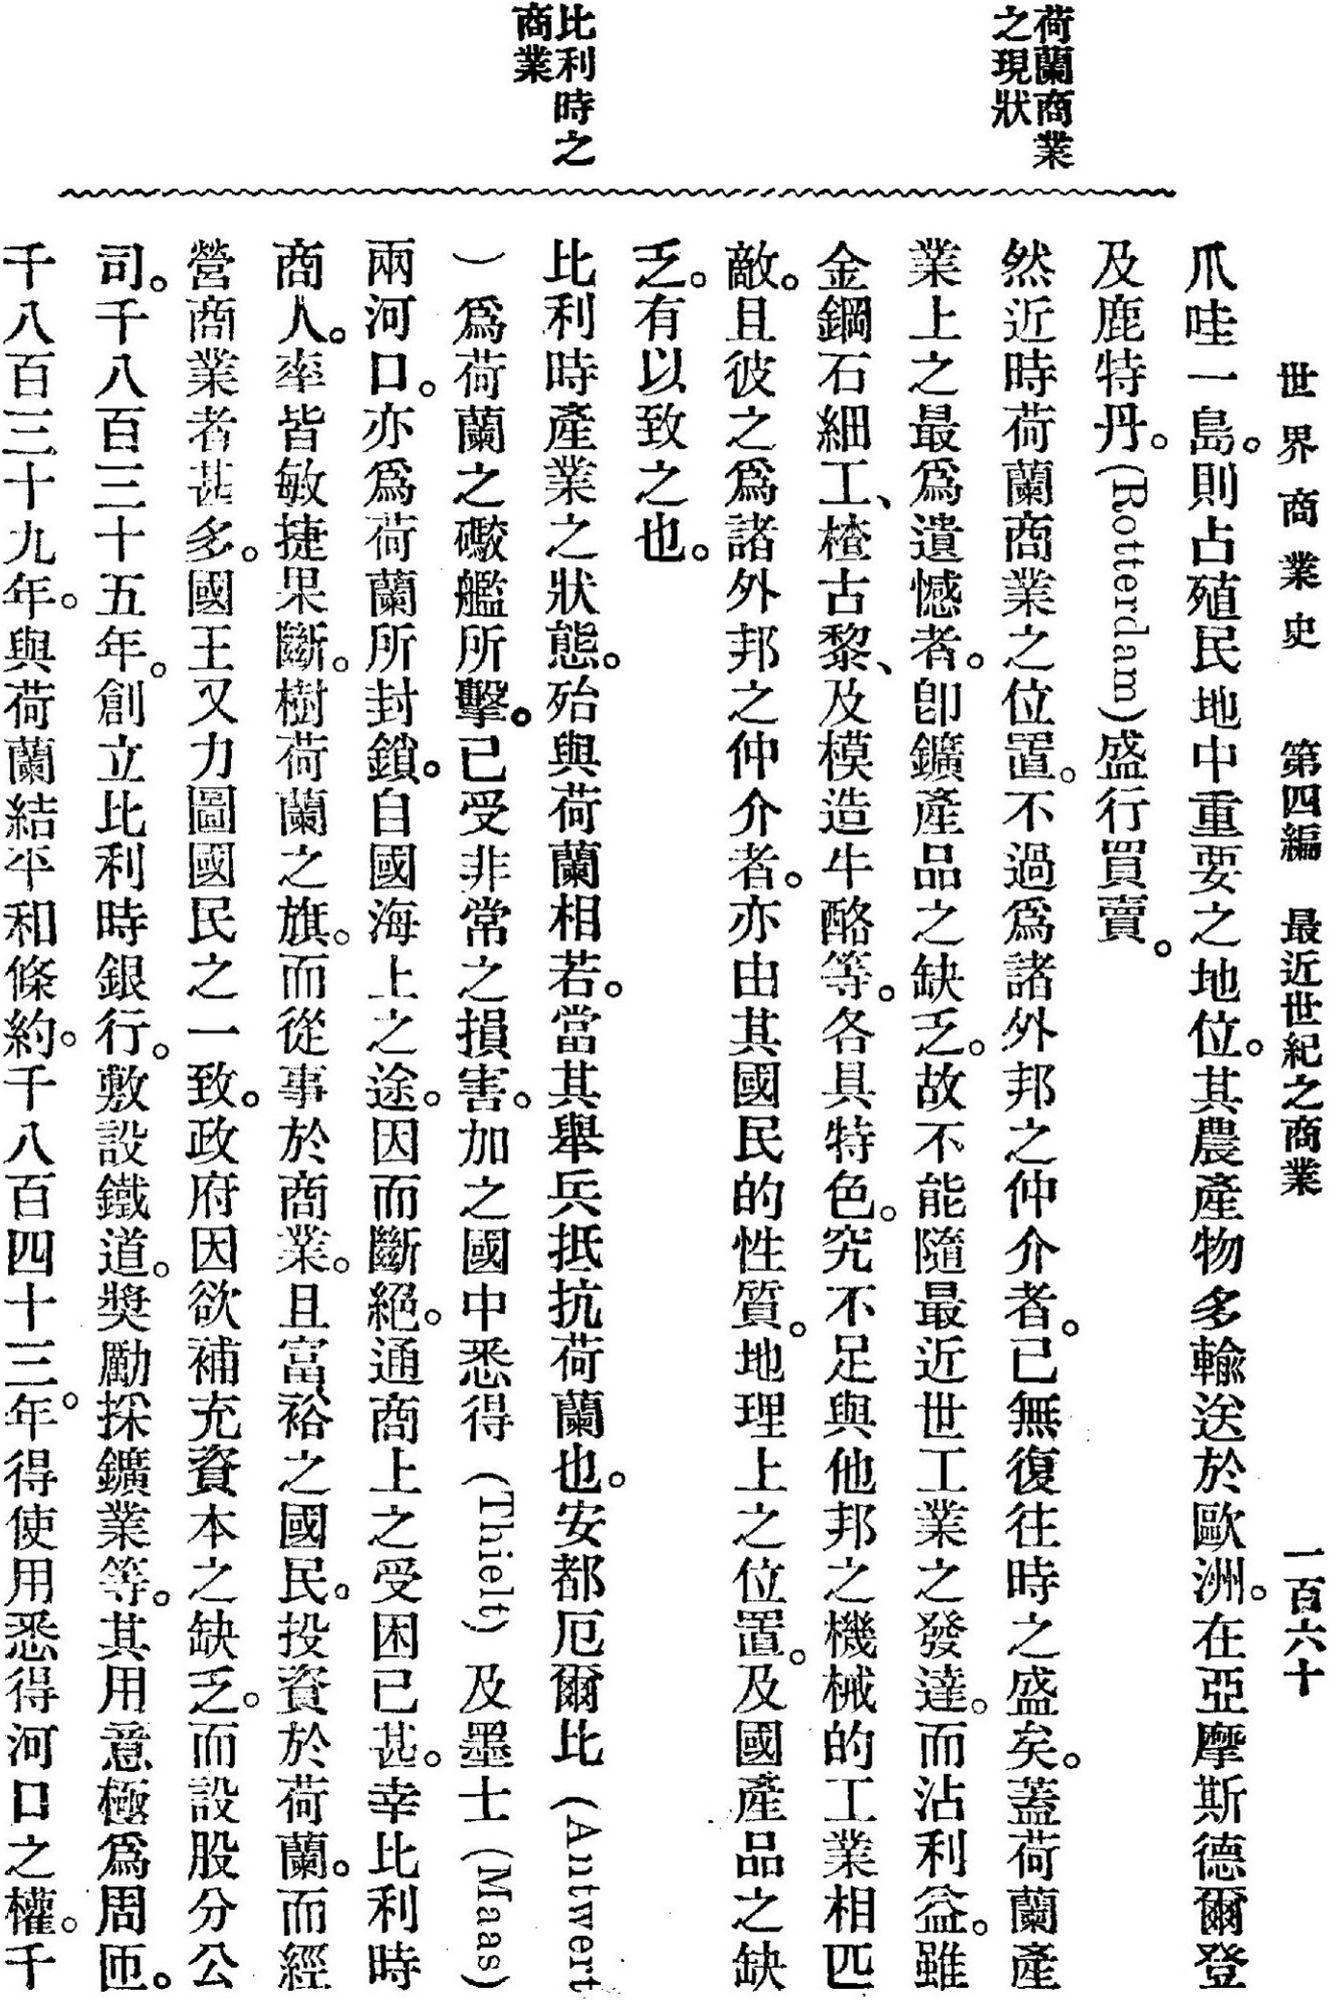 世界商業史 第四編 最近世紀之商業 一百六十
爪哇一島。則占殖民地中重要之地位。其農產物多輸送於歐洲。在亞摩斯德爾登
及鹿特丹。(Rotterdam)盛行買賣。
荷蘭商業
之現狀
然近時荷蘭商業之位置。不過爲諸外邦之仲介者。已無復往時之盛矣。蓋荷蘭產
業上之最爲遺憾者。卽鑛產品之缺乏。故不能隨最近世工業之發達。而沾利益。雖
金鋼石細工、楂古黎、及模造牛酪等。各具特色。究不足與他邦之機械的工業相匹
敵。且彼之爲諸外邦之仲介者。亦由其國民的性質。地理上之位置。及國產品之缺
乏。有以致之也。
比利時之
商業
比利時產業之狀態。殆與荷蘭相若。當其舉兵抵抗荷蘭也。安都厄爾比(Antwert
)爲荷蘭之礮艦所擊。已受非常之損害。加之國中悉得(Thielt)及墨士(Maas)
兩河口。亦爲荷蘭所封鎖。自國海上之途。因而斷絕。通商上之受困已甚。幸比利時
商人。率皆敏捷果斷。樹荷蘭之旗。而從事於商業。且富裕之國民。投資於荷蘭。而經
營商業者甚多。國王又力圖國民之一致。政府因欲補充資本之缺乏。而設股分公
司。千八百三十五年。創立比利時銀行。敷設鐵道。獎勵採鑛業等。其用意極爲周匝。
千八百三十九年。與荷蘭結平和條約。千八百四十三年。得使用悉得河口之權。千